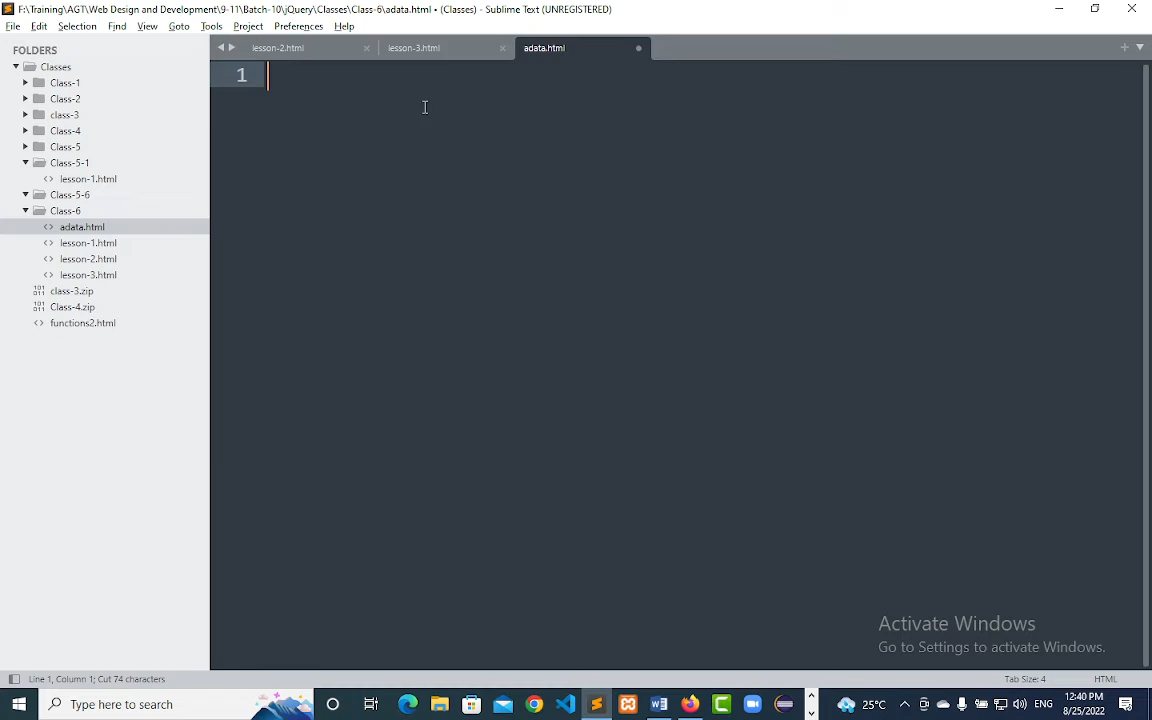 F:\Training\AGT\Web Design and Development\9-11\Batch-10\jQuery\Classes\Class-6\adata.html • (Classes) - Sublime Text (UNREGISTERED)
File Edit Selection Find View Goto Tools Project Preferences Help
FOLDERS
lesson-2.html × lesson-3.html × adata.html
Classes
1
Class-1
Class-2
class-3
Class-4
Class-5
Class-5-1
lesson-1.html
Class-5-6
Class-6
adata.html
lesson-1.html
lesson-2.html
lesson-3.html
class-3.zip
Class-4.zip
functions2.html
Activate Windows
Go to Settings to activate Windows.
Line 1, Column 1; Cut 74 characters Tab Size: 4 HTML
Type here to search 25°C ENG 12:40 PM
8/25/2022